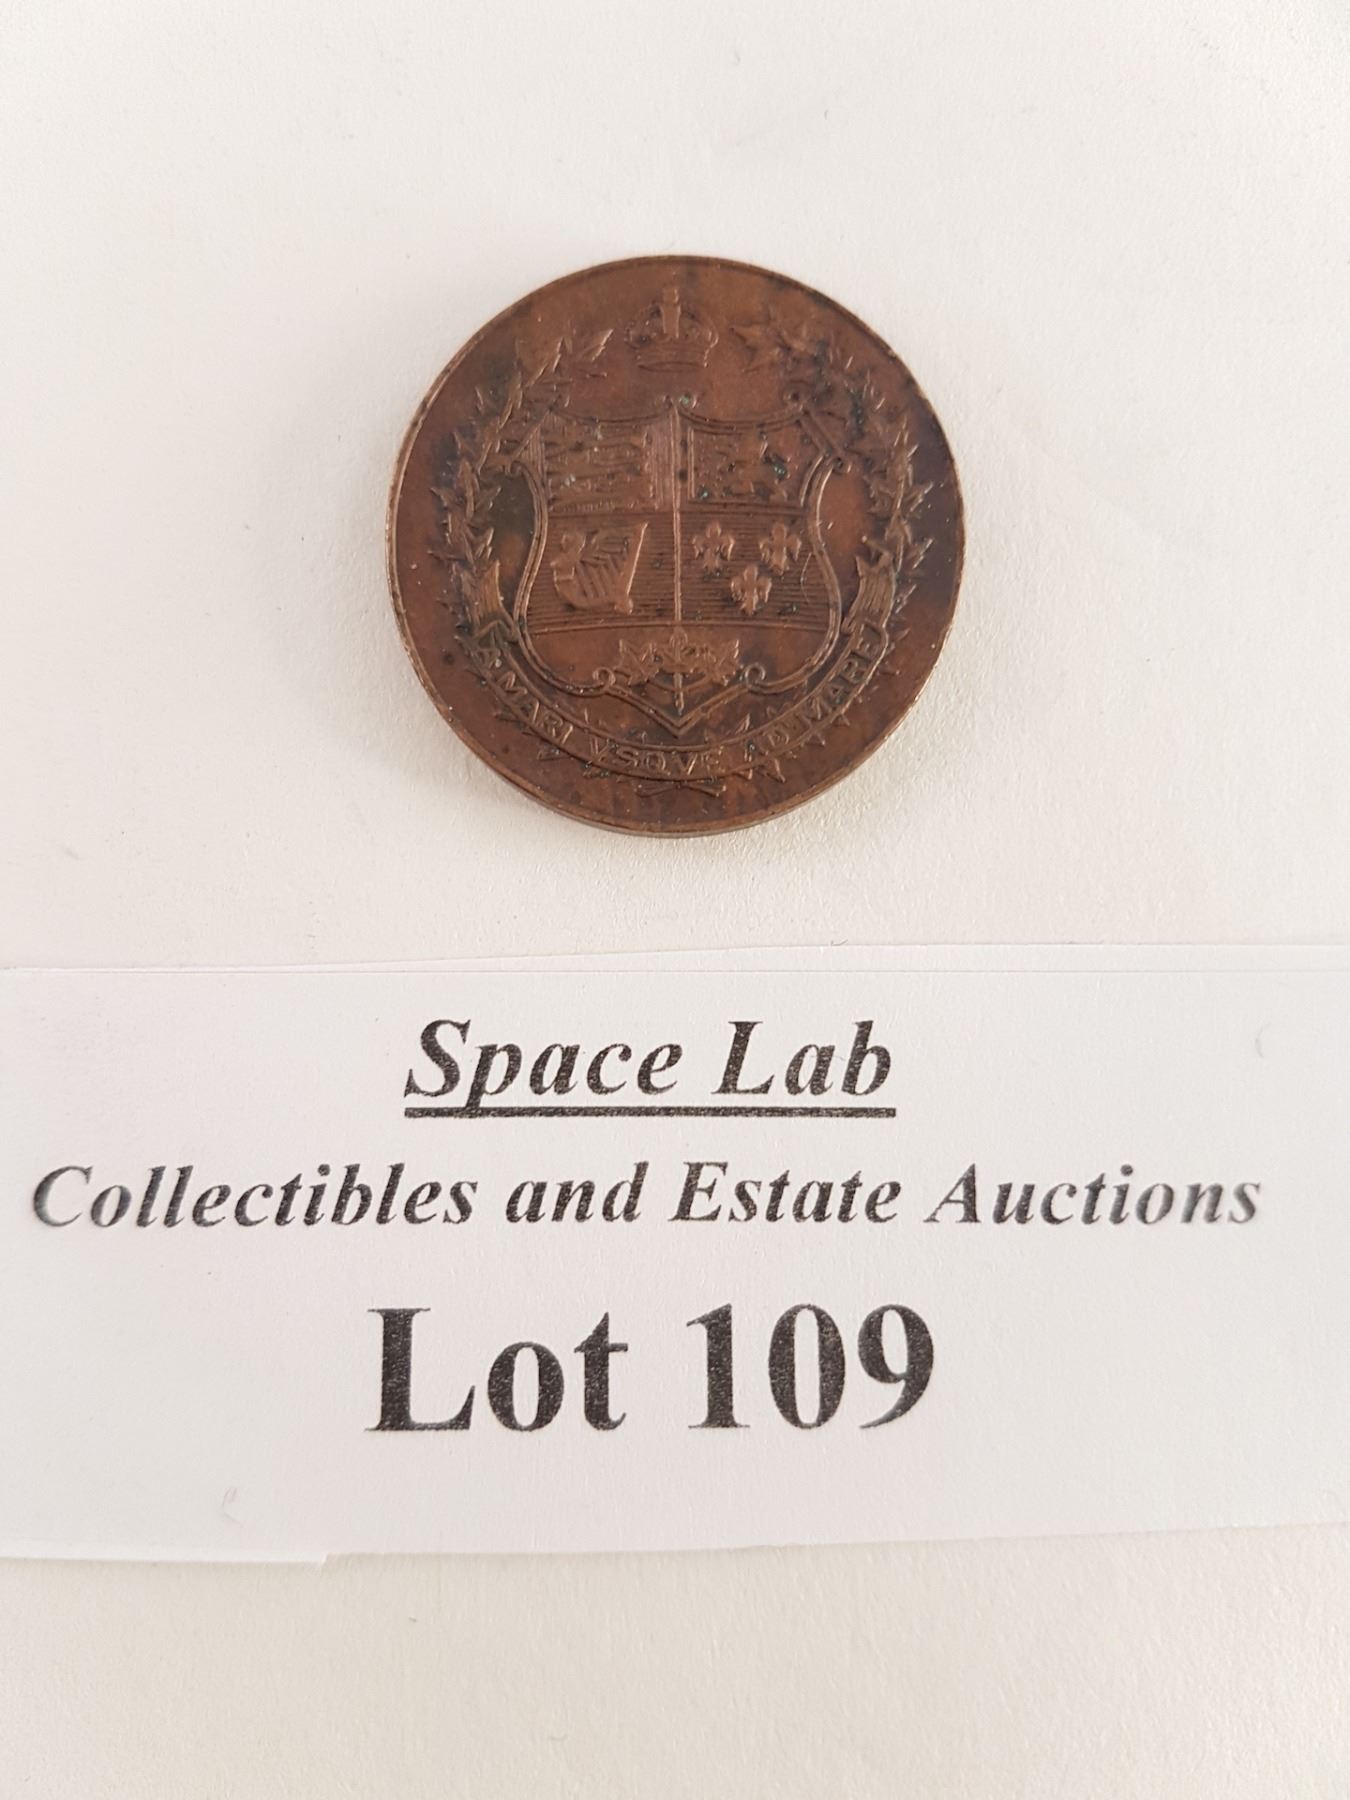 A MARI VSQVE AD MARE
Space Lab
Collectibles and Estate Auctions
Lot 109